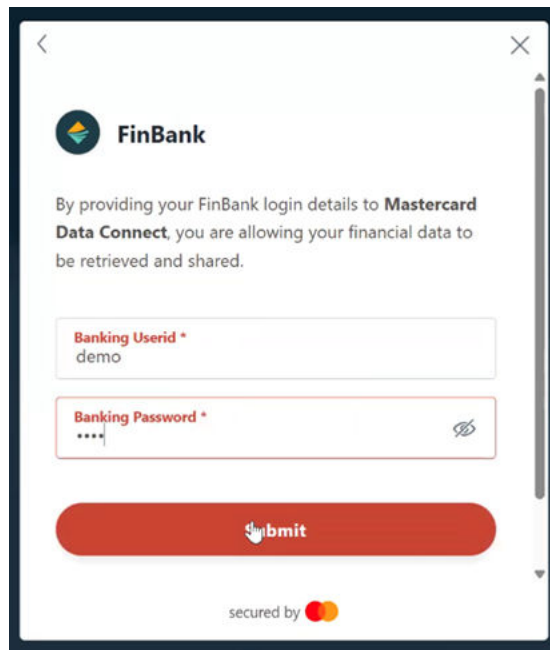 FinBank
By providing your FinBank login details to Mastercard
Data Connect, you are allowing your financial data to
be retrieved and shared.
Banking Userid *
demo
Banking Password *
••••
Submit
secured by